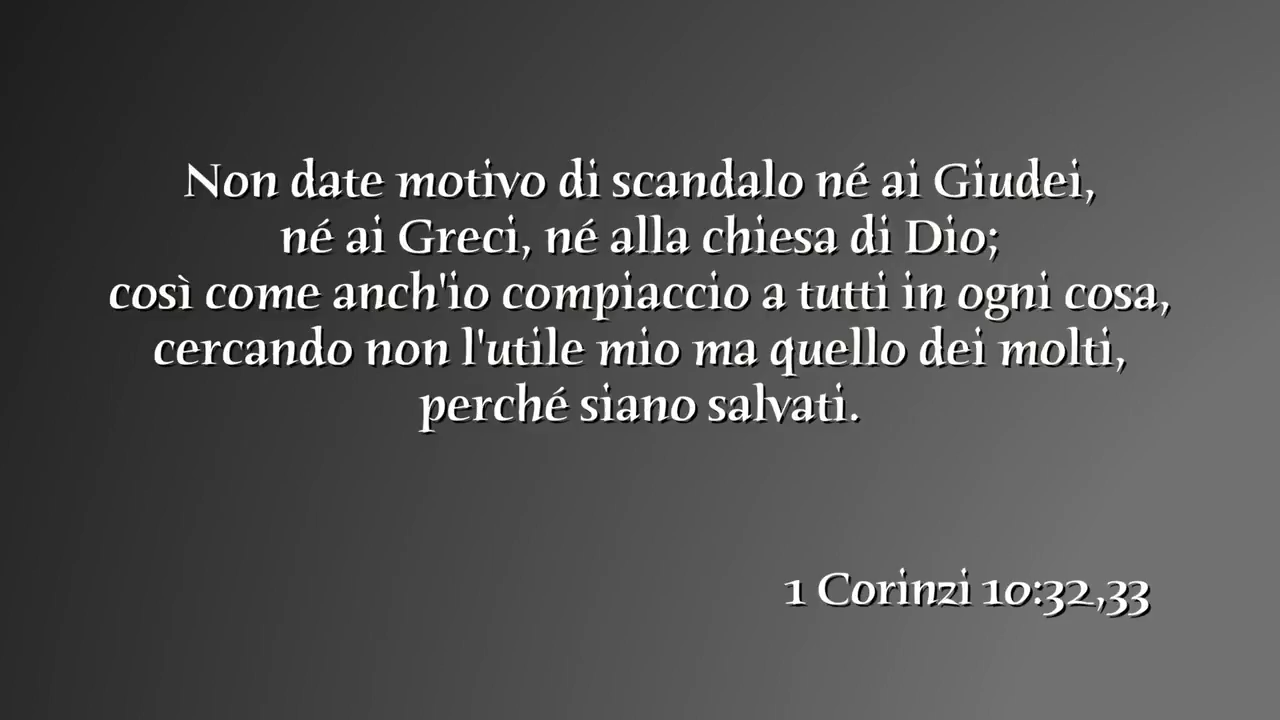 Non date motivo di scandalo né ai Giudei,
né ai Greci, né alla chiesa di Dio;
così come anch'io compiaccio a tutti in ogni cosa,
cercando non l'utile mio ma quello dei molti,
perché siano salvati.
1 Corinzi 10:32,33